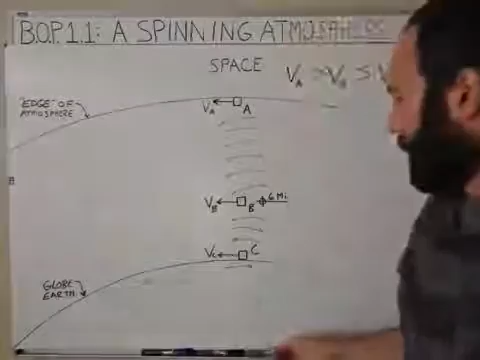 B.O.P. 1.1: A SPINNING ATMOSPHERE
SPACE
VA > VB
EDGE OF
ATMOSPHERE
VA
A
VB
B
6 MI.
VC
C
GLOBE
EARTH